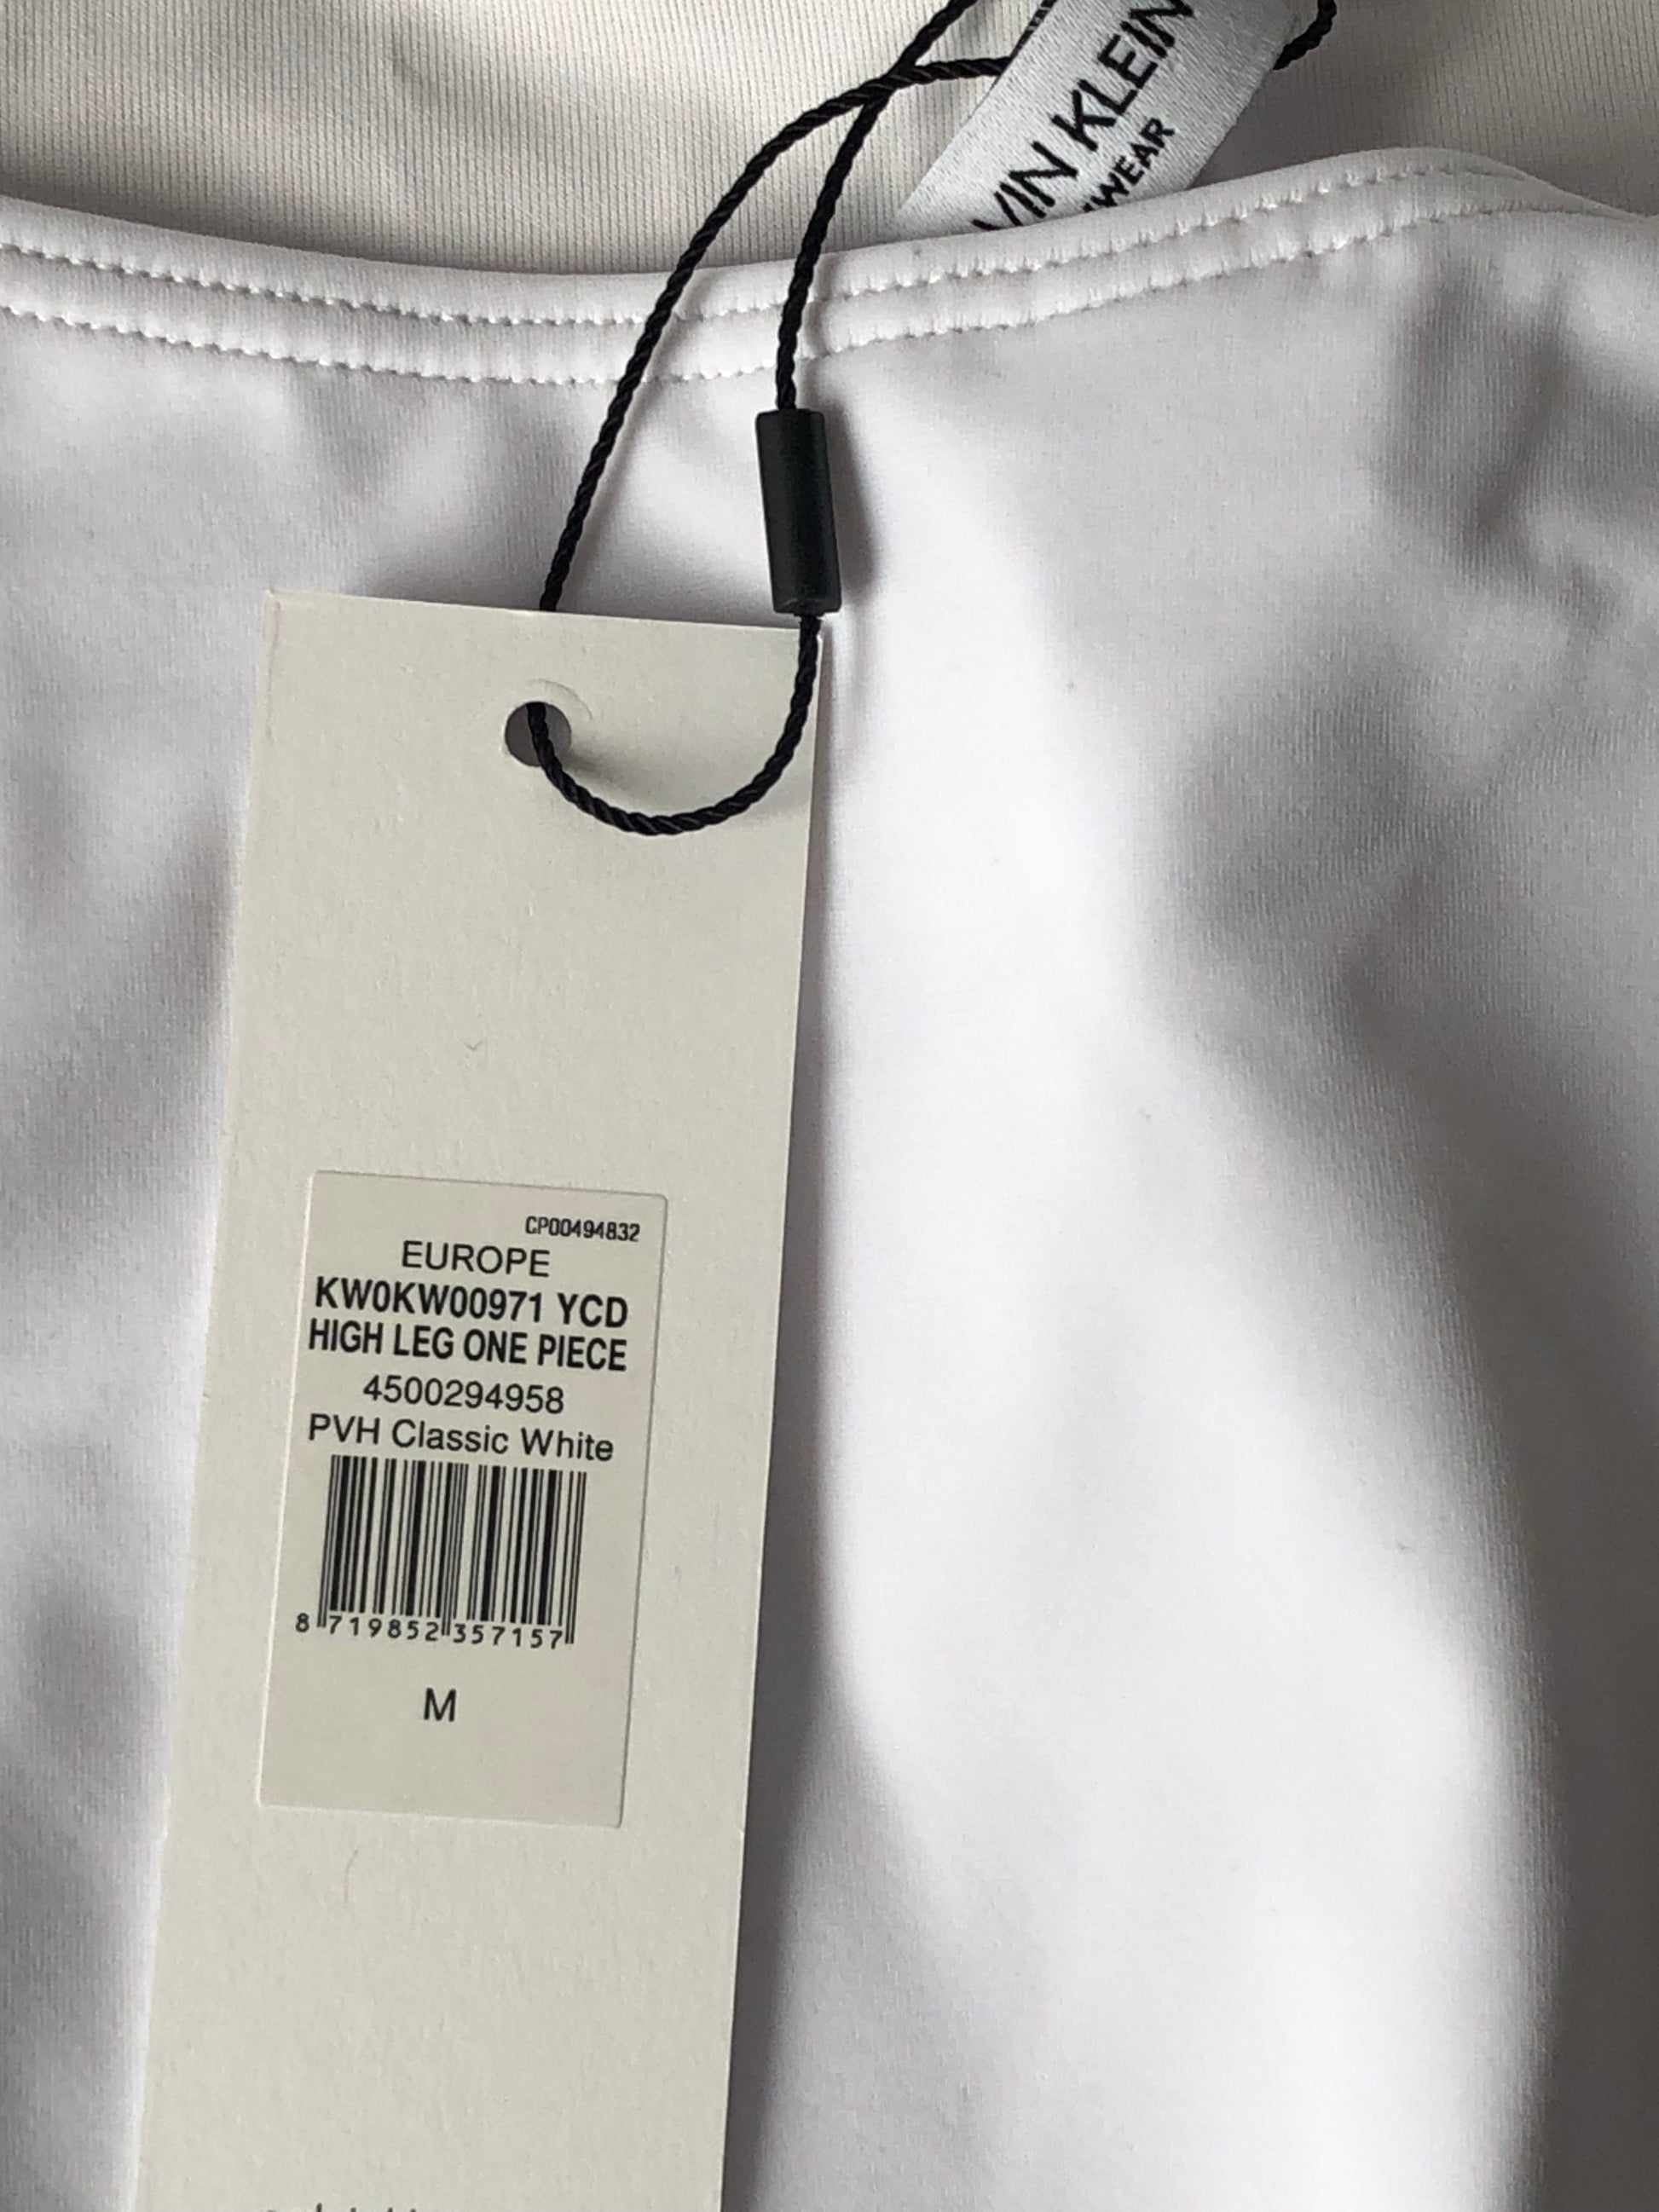 VIN KLEIN
WEAR
CP00494832
EUROPE
KW0KW00971 YCD
HIGH LEG ONE PIECE
4500294958
PVH Classic White
8 719852 357157
M